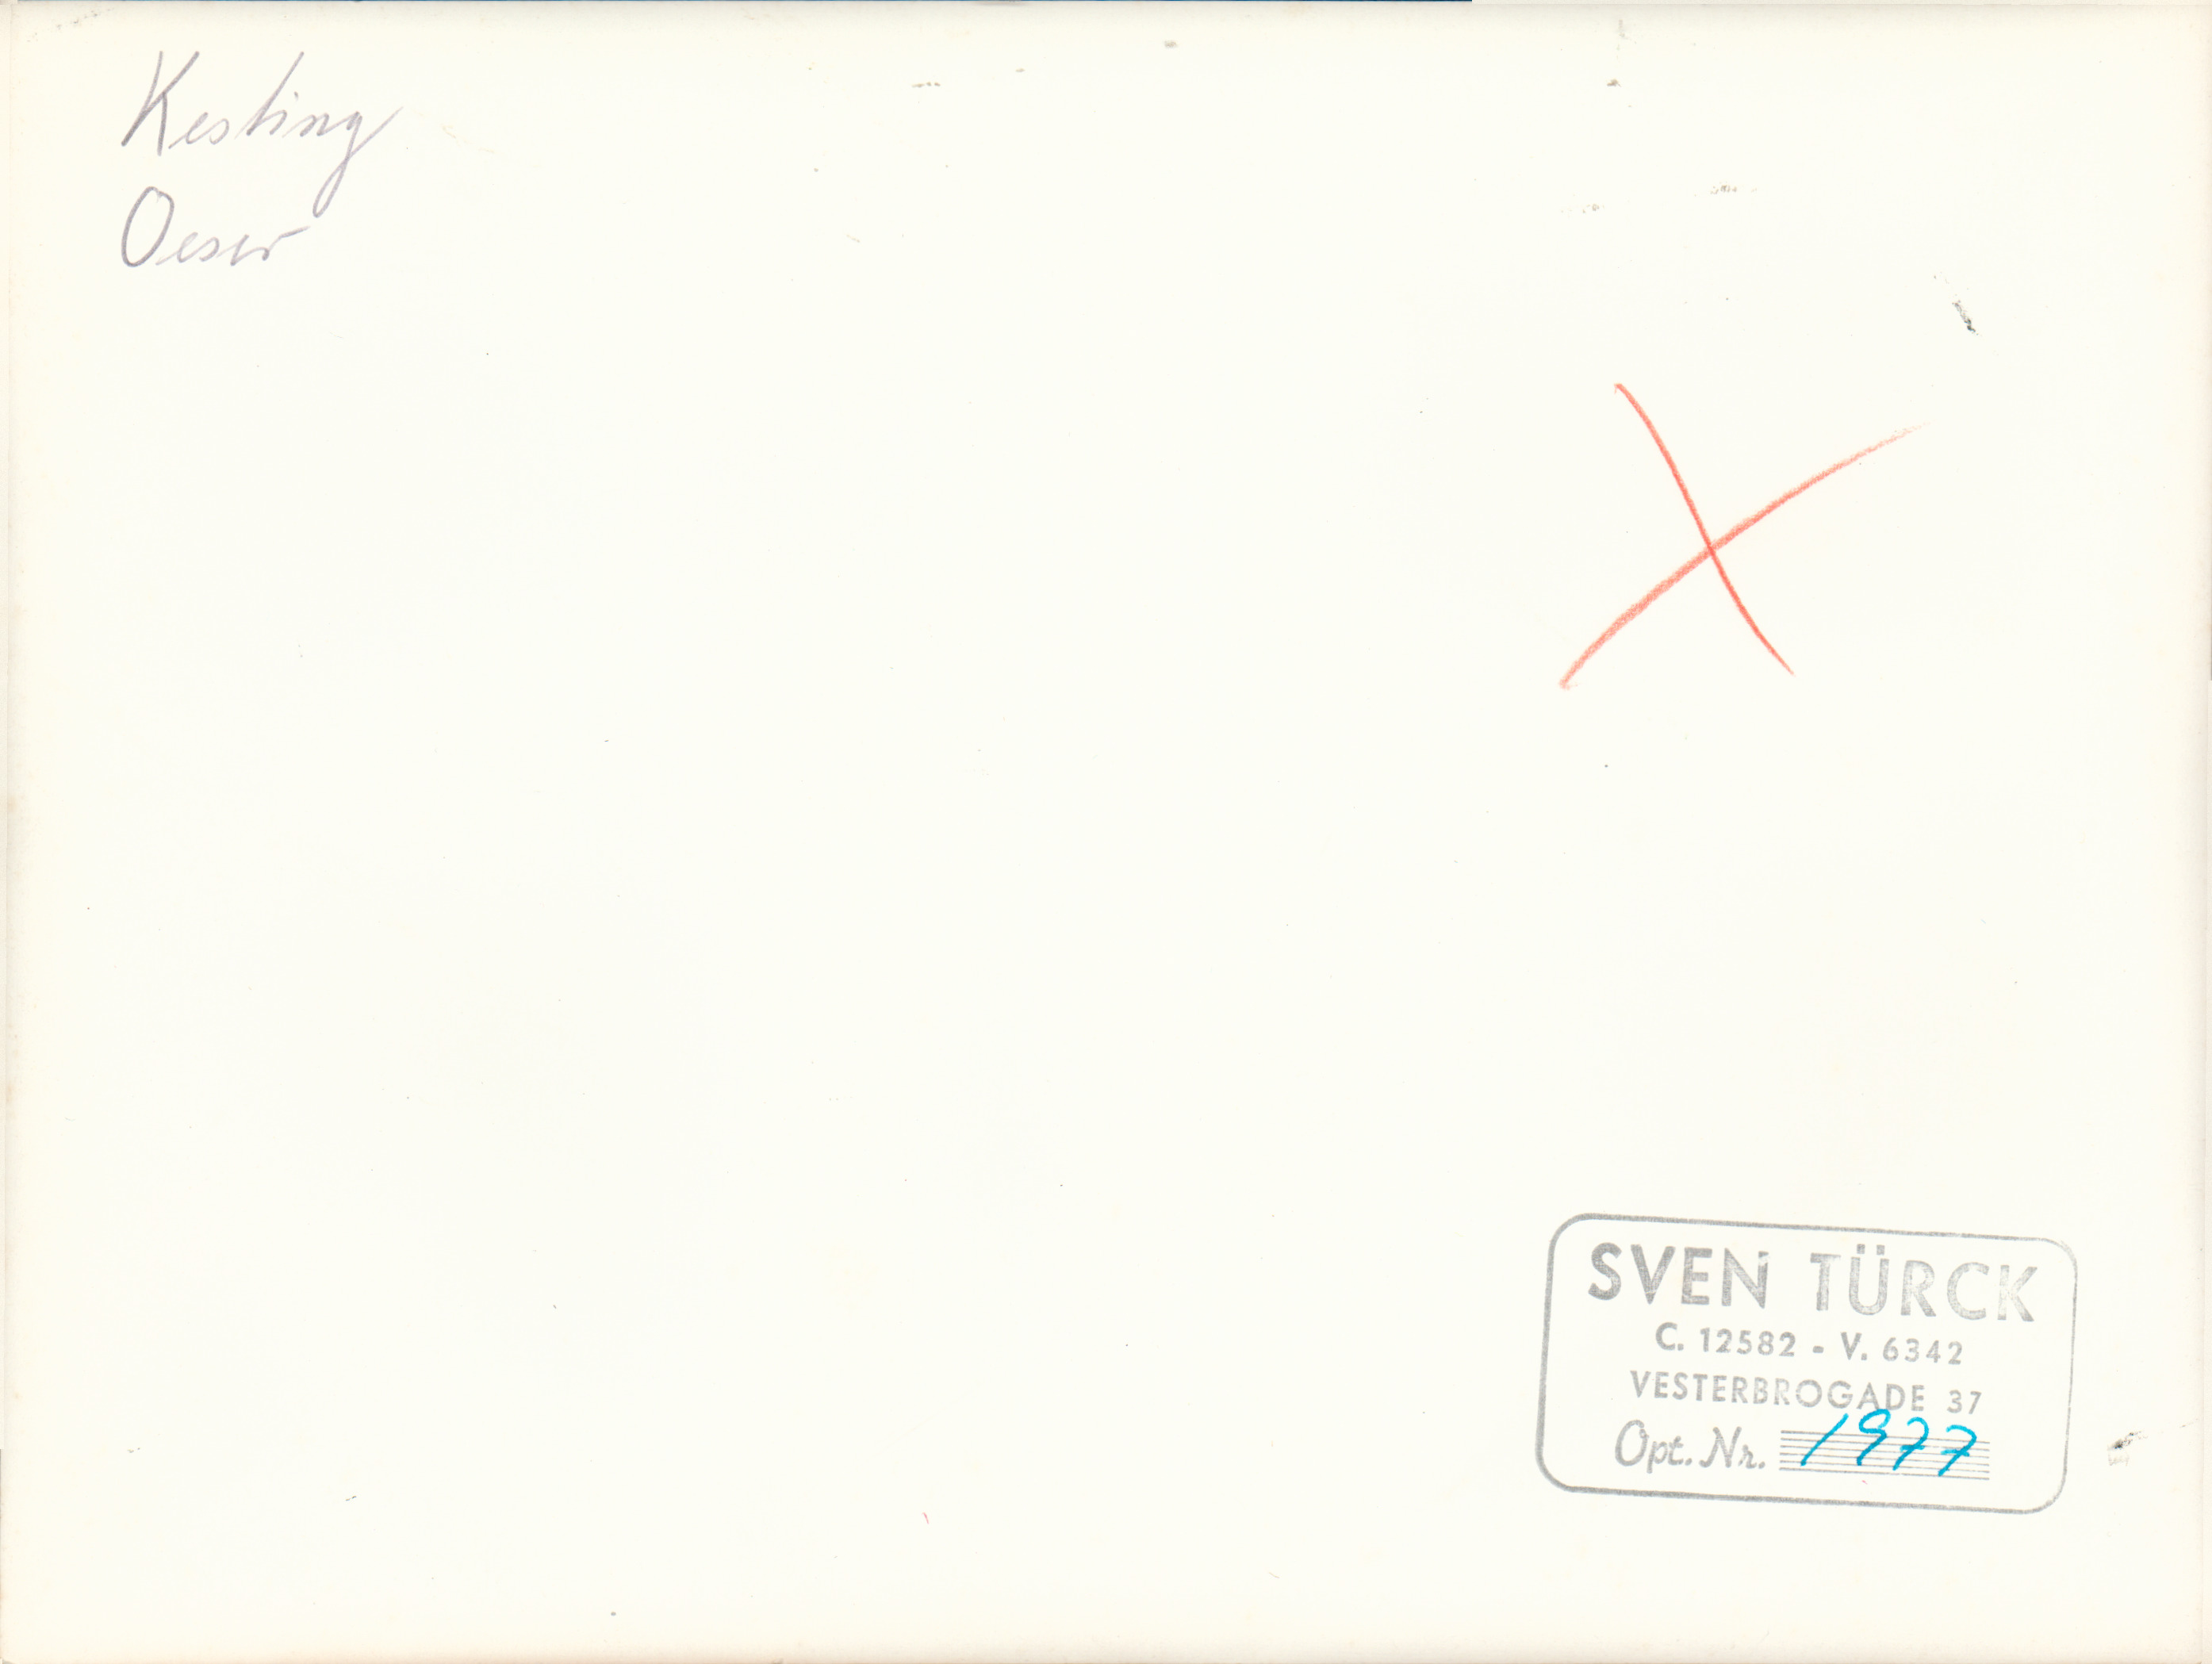 Kesting
Oeser
SVEN TÜRCK
C. 12582 - V. 6342
VESTERBROGADE 37
Opt. Nr. 1977